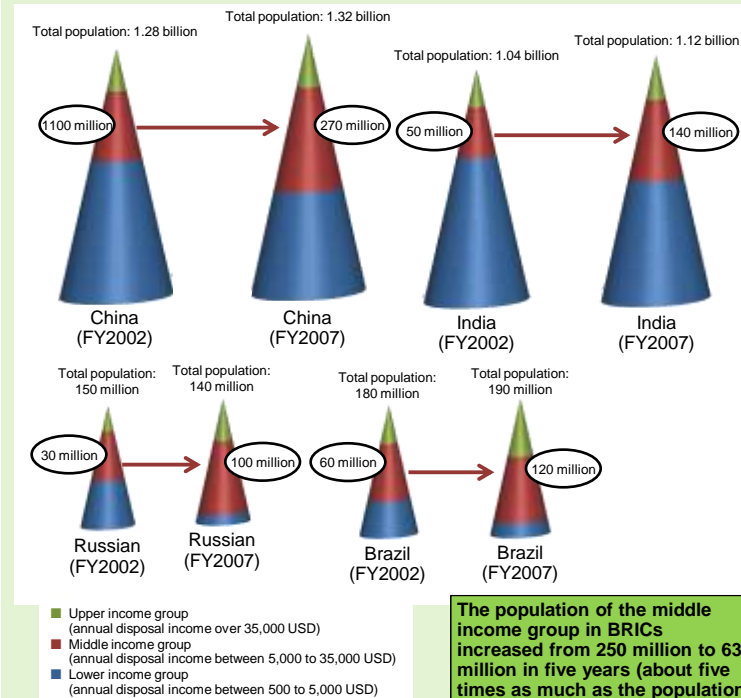 Total population: 1.28 billion
Total population: 1.32 billion
Total population: 1.04 billion
Total population: 1.12 billion
1100 million
270 million
50 million
140 million
China
(FY2002)
China
(FY2007)
India
(FY2002)
India
(FY2007)
Total population:
150 million
Total population:
140 million
Total population:
180 million
Total population:
190 million
30 million
100 million
60 million
120 million
Russian
(FY2002)
Russian
(FY2007)
Brazil
(FY2002)
Brazil
(FY2007)
Upper income group
(annual disposal income over 35,000 USD)
Middle income group
(annual disposal income between 5,000 to 35,000 USD)
Lower income group
(annual disposal income between 500 to 5,000 USD)
The population of the middle
income group in BRICs
increased from 250 million to 63
million in five years (about five
times as much as the population